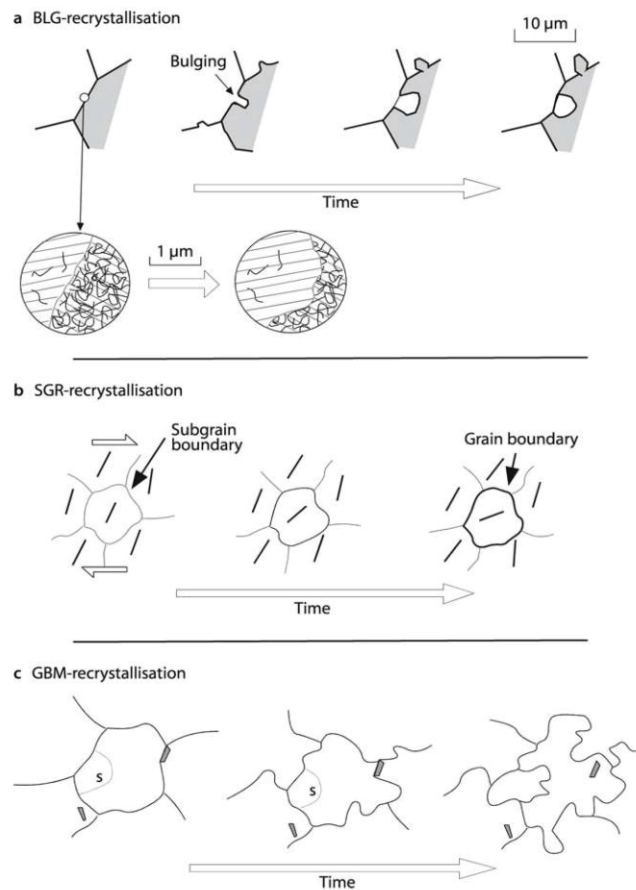 a BLG-recrystallisation
10 µm
Bulging
Time
1 µm
b SGR-recrystallisation
Subgrain
boundary
Grain boundary
Time
c GBM-recrystallisation
s
s
Time